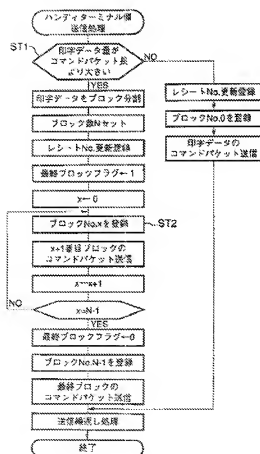 ハンディターミナル側
送信処理
ST1
印字データ量が
コマンドパケット長
より大きい
NO
YES
レシートNo.更新登録
ブロックNo.0を登録
印字データの
コマンドパケット送信
印字データをブロック分割
ブロック数Nセット
レシートNo.更新登録
最終ブロックフラグ←1
x←0
ブロックNo.xを登録
ST2
x+1番目ブロックの
コマンドパケット送信
x←x+1
NO
x=N-1
YES
最終ブロックフラグ←0
ブロックNo.N-1を登録
最終ブロックの
コマンドパケット送信
送信繰返し処理
終了